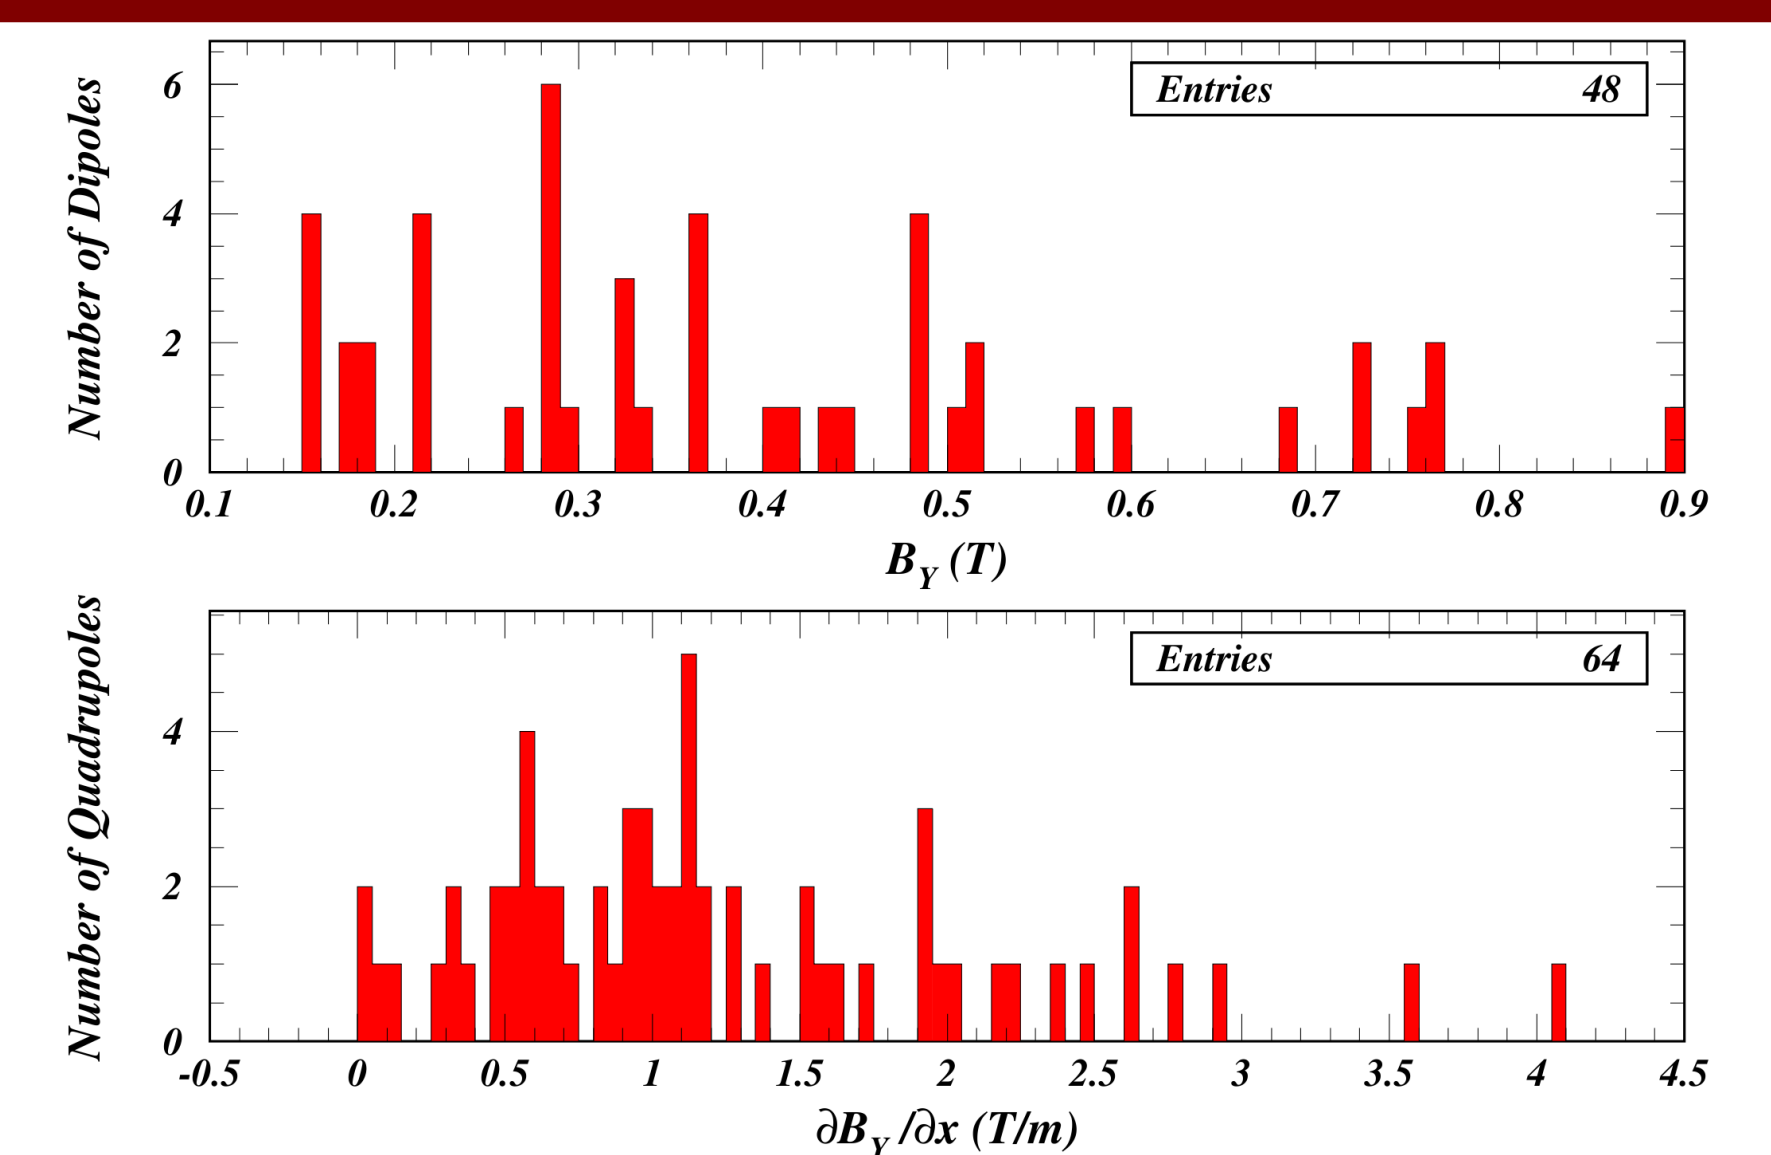 Number of Dipoles
6
4
2
0
Entries 48
0.1 0.2 0.3 0.4 0.5 0.6 0.7 0.8 0.9
B_Y (T)
Number of Quadrupoles
4
2
0
Entries 64
-0.5 0 0.5 1 1.5 2 2.5 3 3.5 4 4.5
∂B_Y/∂x (T/m)